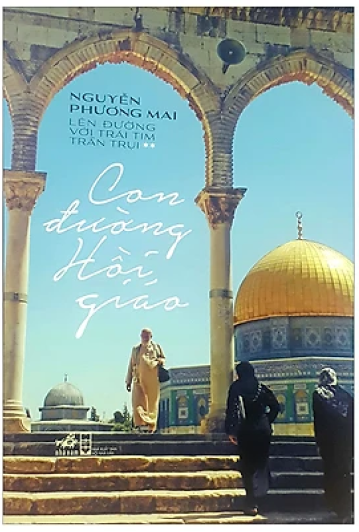 NGUYỄN
PHƯƠNG MAI
LÊN ĐƯỜNG
VỚI TRÁI TIM
TRẦN TRỤI **
Con
đường
Hồi
giáo